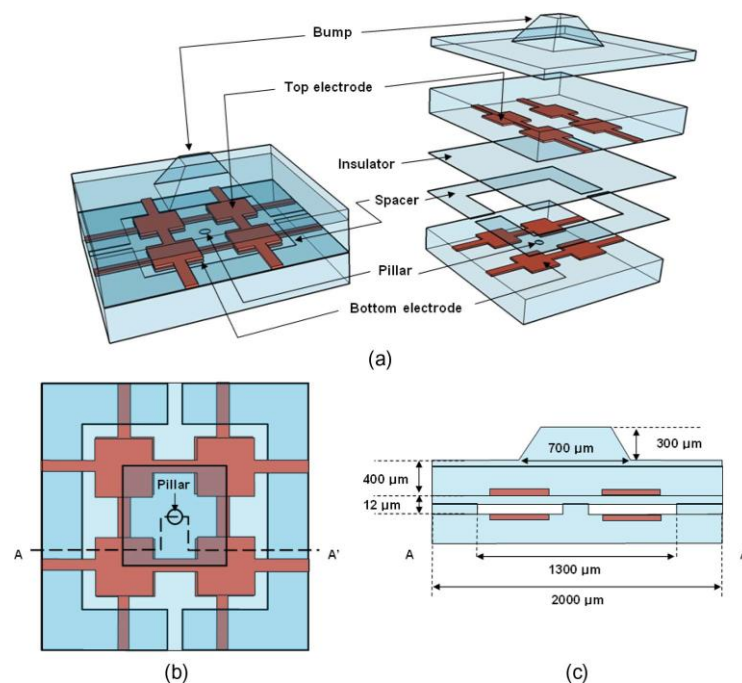 Bump
Top electrode
Insulator
Spacer
Pillar
Bottom electrode
(a)
Pillar
A
A'
(b)
300 µm
700 µm
400 µm
12 µm
A
A
1300 µm
2000 µm
(c)